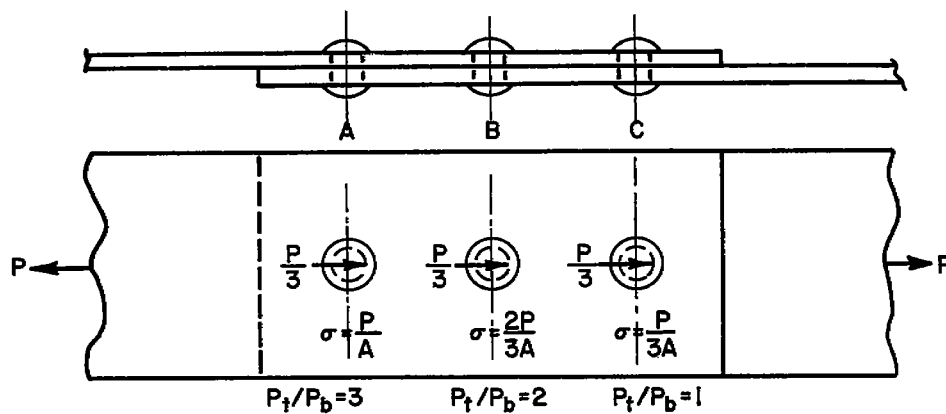 A B C
P P/3 P/3 P/3 P
σ=P/A σ=2P/3A σ=P/3A
Pt/Pb=3 Pt/Pb=2 Pt/Pb=1